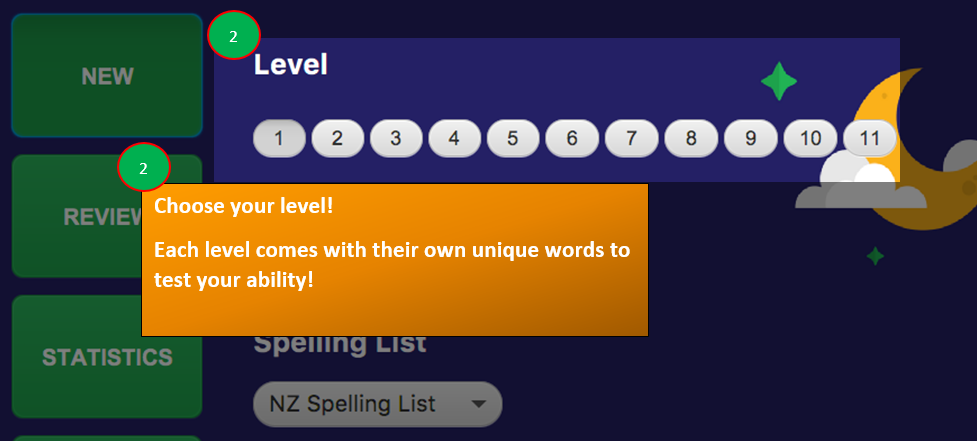 NEW
2
Level
1 2 3 4 5 6 7 8 9 10 11
2
REVIEW
Choose your level!
Each level comes with their own unique words to
test your ability!
STATISTICS
Spelling List
NZ Spelling List